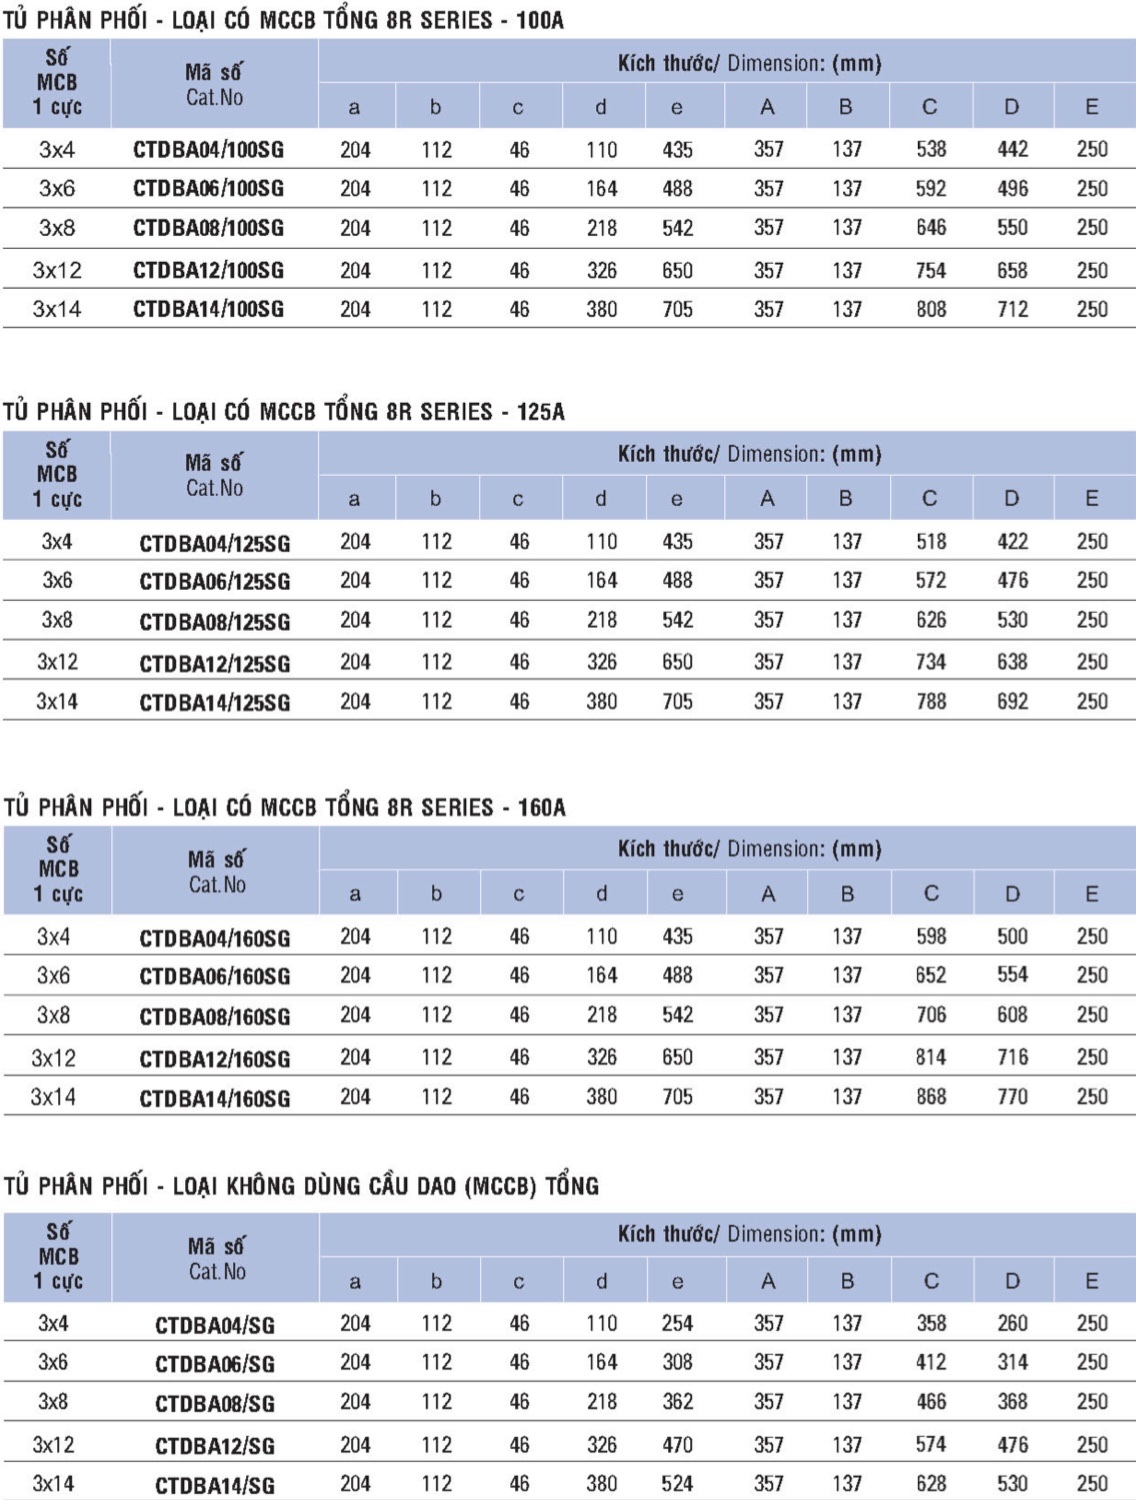 TỦ PHÂN PHỐI - LOẠI CÓ MCCB TỔNG 8R SERIES - 100A
Số MCB 1 cực Mã số Cat.No Kích thước/ Dimension: (mm)
a b c d e A B C D E
3x4 CTDBA04/100SG 204 112 46 110 435 357 137 538 442 250
3x6 CTDBA06/100SG 204 112 46 164 488 357 137 592 496 250
3x8 CTDBA08/100SG 204 112 46 218 542 357 137 646 550 250
3x12 CTDBA12/100SG 204 112 46 326 650 357 137 754 658 250
3x14 CTDBA14/100SG 204 112 46 380 705 357 137 808 712 250
TỦ PHÂN PHỐI - LOẠI CÓ MCCB TỔNG 8R SERIES - 125A
Số MCB 1 cực Mã số Cat.No Kích thước/ Dimension: (mm)
a b c d e A B C D E
3x4 CTDBA04/125SG 204 112 46 110 435 357 137 518 422 250
3x6 CTDBA06/125SG 204 112 46 164 488 357 137 572 476 250
3x8 CTDBA08/125SG 204 112 46 218 542 357 137 626 530 250
3x12 CTDBA12/125SG 204 112 46 326 650 357 137 734 638 250
3x14 CTDBA14/125SG 204 112 46 380 705 357 137 788 692 250
TỦ PHÂN PHỐI - LOẠI CÓ MCCB TỔNG 8R SERIES - 160A
Số MCB 1 cực Mã số Cat.No Kích thước/ Dimension: (mm)
a b c d e A B C D E
3x4 CTDBA04/160SG 204 112 46 110 435 357 137 598 500 250
3x6 CTDBA06/160SG 204 112 46 164 488 357 137 652 554 250
3x8 CTDBA08/160SG 204 112 46 218 542 357 137 706 608 250
3x12 CTDBA12/160SG 204 112 46 326 650 357 137 814 716 250
3x14 CTDBA14/160SG 204 112 46 380 705 357 137 868 770 250
TỦ PHÂN PHỐI - LOẠI KHÔNG DÙNG CẦU DAO (MCCB) TỔNG
Số MCB 1 cực Mã số Cat.No Kích thước/ Dimension: (mm)
a b c d e A B C D E
3x4 CTDBA04/SG 204 112 46 110 254 357 137 358 260 250
3x6 CTDBA06/SG 204 112 46 164 308 357 137 412 314 250
3x8 CTDBA08/SG 204 112 46 218 362 357 137 466 368 250
3x12 CTDBA12/SG 204 112 46 326 470 357 137 574 476 250
3x14 CTDBA14/SG 204 112 46 380 524 357 137 628 530 250